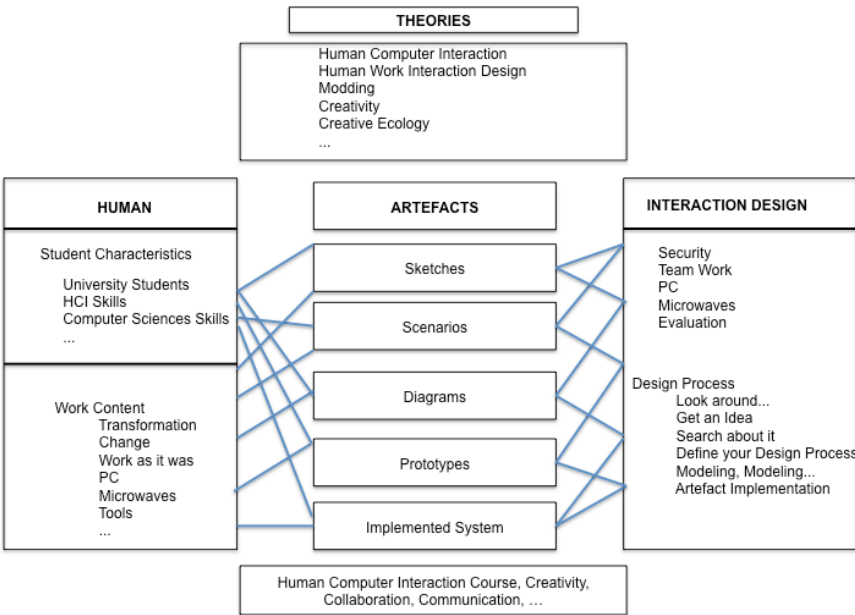 THEORIES
Human Computer Interaction
Human Work Interaction Design
Modding
Creativity
Creative Ecology
...
HUMAN
Student Characteristics
University Students
HCI Skills
Computer Sciences Skills
...
Work Content
Transformation
Change
Work as it was
PC
Microwaves
Tools
...
ARTEFACTS
Sketches
Scenarios
Diagrams
Prototypes
Implemented System
INTERACTION DESIGN
Security
Team Work
PC
Microwaves
Evaluation
Design Process
Look around...
Get an Idea
Search about it
Define your Design Process
Modeling, Modeling...
Artefact Implementation
Human Computer Interaction Course, Creativity,
Collaboration, Communication, ...